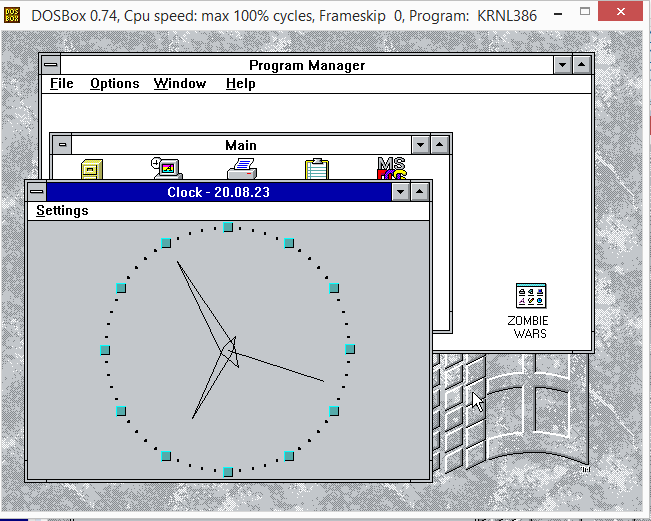 DOSBox 0.74, Cpu speed: max 100% cycles, Frameskip 0, Program: KRNL386
Program Manager
File Options Window Help
Main
MS
Clock - 20.08.23
Settings
ZOMBIE
WARS